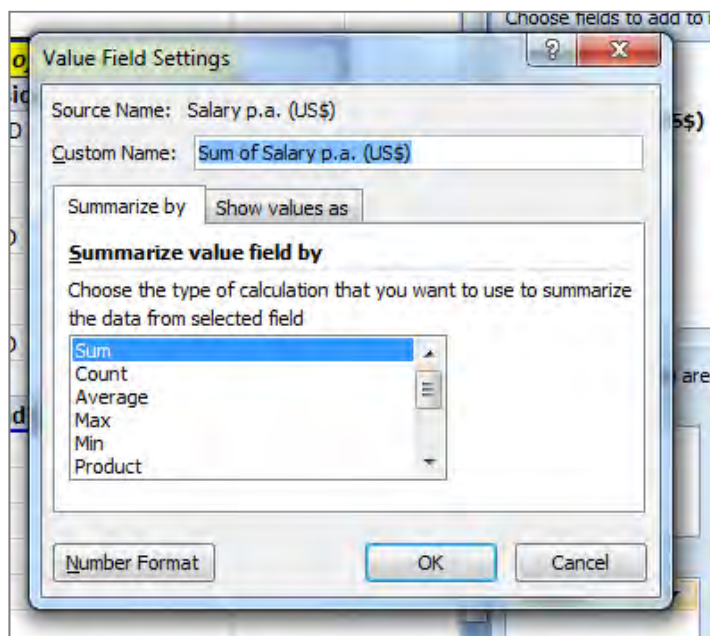 Choose fields to add to
Value Field Settings
?
X
Source Name: Salary p.a. (US$)
S$)
Custom Name: Sum of Salary p.a. (US$)
Summarize by
Show values as
Summarize value field by
Choose the type of calculation that you want to use to summarize
the data from selected field
Sum
Count
Average
Max
Min
Product
are
Number Format
OK
Cancel